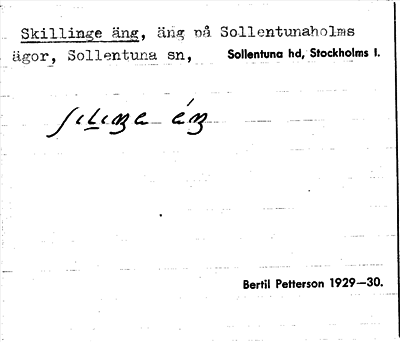 Skillinge äng, äng på Sollentunaholms
ägor, Sollentuna sn, Sollentuna hd, Stockholms l.
Bertil Petterson 1929—30.